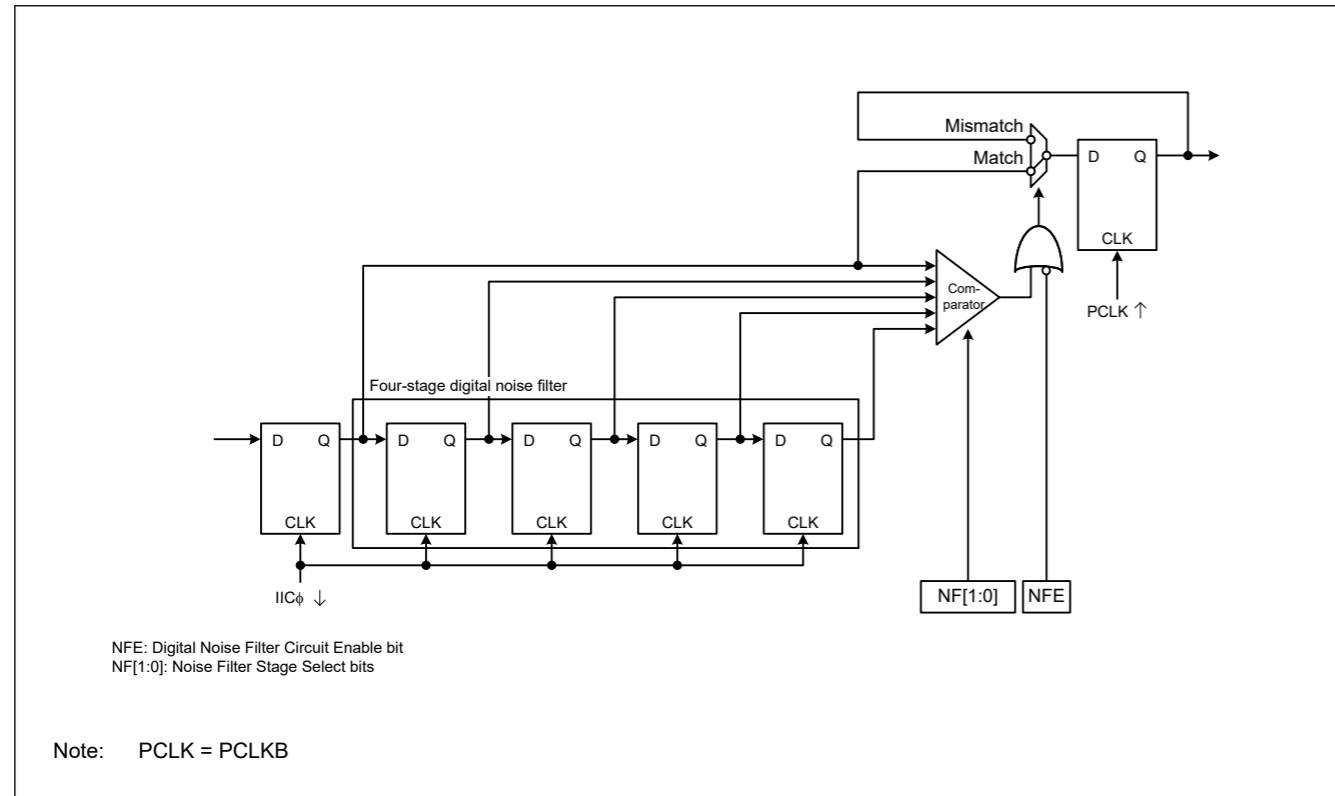 Mismatch
Match
D Q
CLK
PCLK ↑
Com-
parator
Four-stage digital noise filter
D Q D Q D Q D Q D Q
CLK CLK CLK CLK CLK
IICϕ ↓
NF[1:0] NFE
NFE: Digital Noise Filter Circuit Enable bit
NF[1:0]: Noise Filter Stage Select bits
Note: PCLK = PCLKB